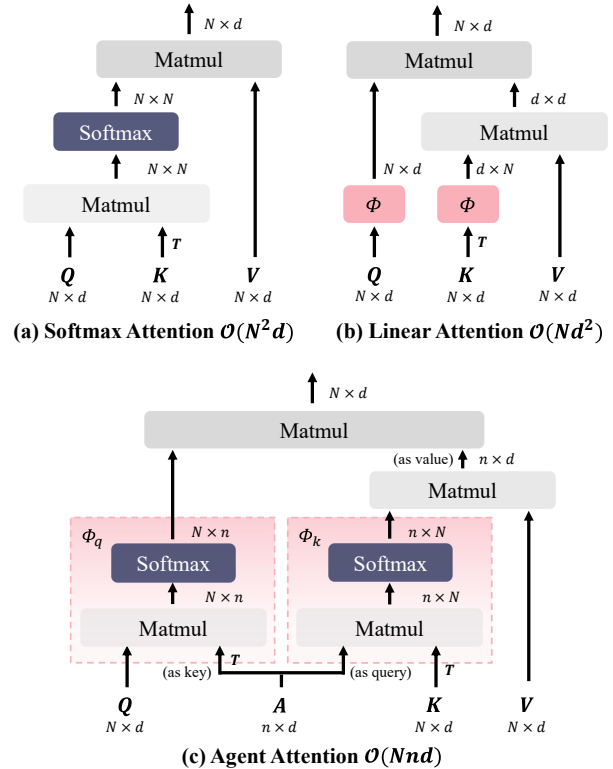 N × d
Matmul
N × N
Softmax
N × N
Matmul
T
Q K V
N × d N × d N × d
(a) Softmax Attention 𝒪(N²d)
N × d
Matmul
d × d
Matmul
N × d d × N
Φ Φ
T
Q K V
N × d N × d N × d
(b) Linear Attention 𝒪(Nd²)
N × d
Matmul
(as value) n × d
Matmul
Φq N × n Φk n × N
Softmax Softmax
N × n n × N
Matmul Matmul
(as key) T (as query) T
Q A K V
N × d n × d N × d N × d
(c) Agent Attention 𝒪(Nnd)